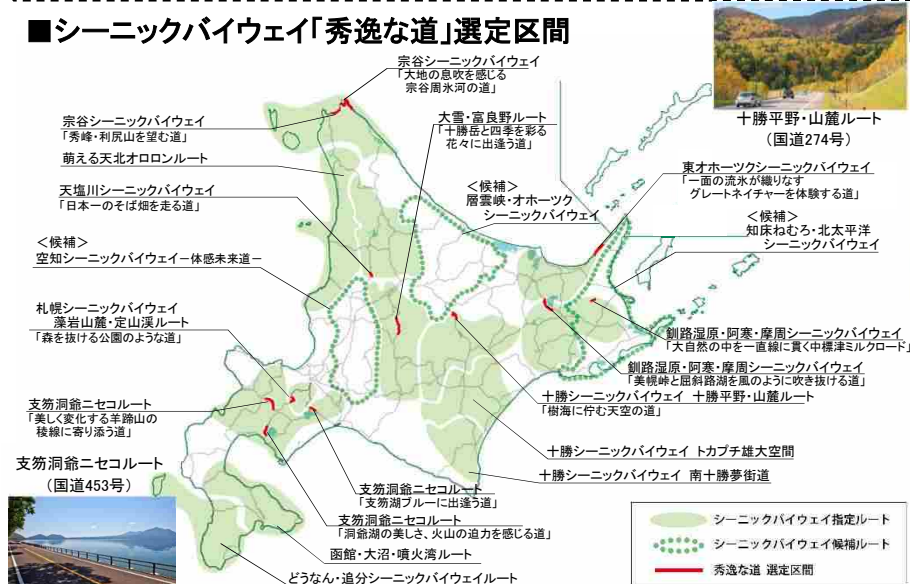 ■シーニックバイウェイ「秀逸な道」選定区間
宗谷シーニックバイウェイ
「大地の息吹を感じる
宗谷周氷河の道」
宗谷シーニックバイウェイ
「秀峰・利尻山を望む道」
萌える天北オロロンルート
天塩川シーニックバイウェイ
「日本一のそば畑を走る道」
＜候補＞
空知シーニックバイウェイ－体感未来道－
札幌シーニックバイウェイ
藻岩山麓・定山渓ルート
「森を抜ける公園のような道」
支笏洞爺ニセコルート
「美しく変化する羊蹄山の
稜線に寄り添う道」
支笏洞爺ニセコルート
（国道453号）
大雪・富良野ルート
「十勝岳と四季を彩る
花々に出逢う道」
＜候補＞
層雲峡・オホーツク
シーニックバイウェイ
十勝平野・山麓ルート
（国道274号）
東オホーツクシーニックバイウェイ
「一面の流氷が織りなす
グレートネイチャーを体験する道」
＜候補＞
知床ねむろ・北太平洋
シーニックバイウェイ
釧路湿原・阿寒・摩周シーニックバイウェイ
「大自然の中を一直線に貫く中標津ミルクロード」
釧路湿原・阿寒・摩周シーニックバイウェイ
「美幌峠と屈斜路湖を風のように吹き抜ける道」
十勝シーニックバイウェイ 十勝平野・山麓ルート
「樹海に佇む天空の道」
十勝シーニックバイウェイ トカプチ雄大空間
十勝シーニックバイウェイ 南十勝夢街道
支笏洞爺ニセコルート
「支笏湖ブルーに出逢う道」
支笏洞爺ニセコルート
「洞爺湖の美しさ、火山の迫力を感じる道」
函館・大沼・噴火湾ルート
どうなん・追分シーニックバイウェイルート
シーニックバイウェイ指定ルート
シーニックバイウェイ候補ルート
秀逸な道 選定区間